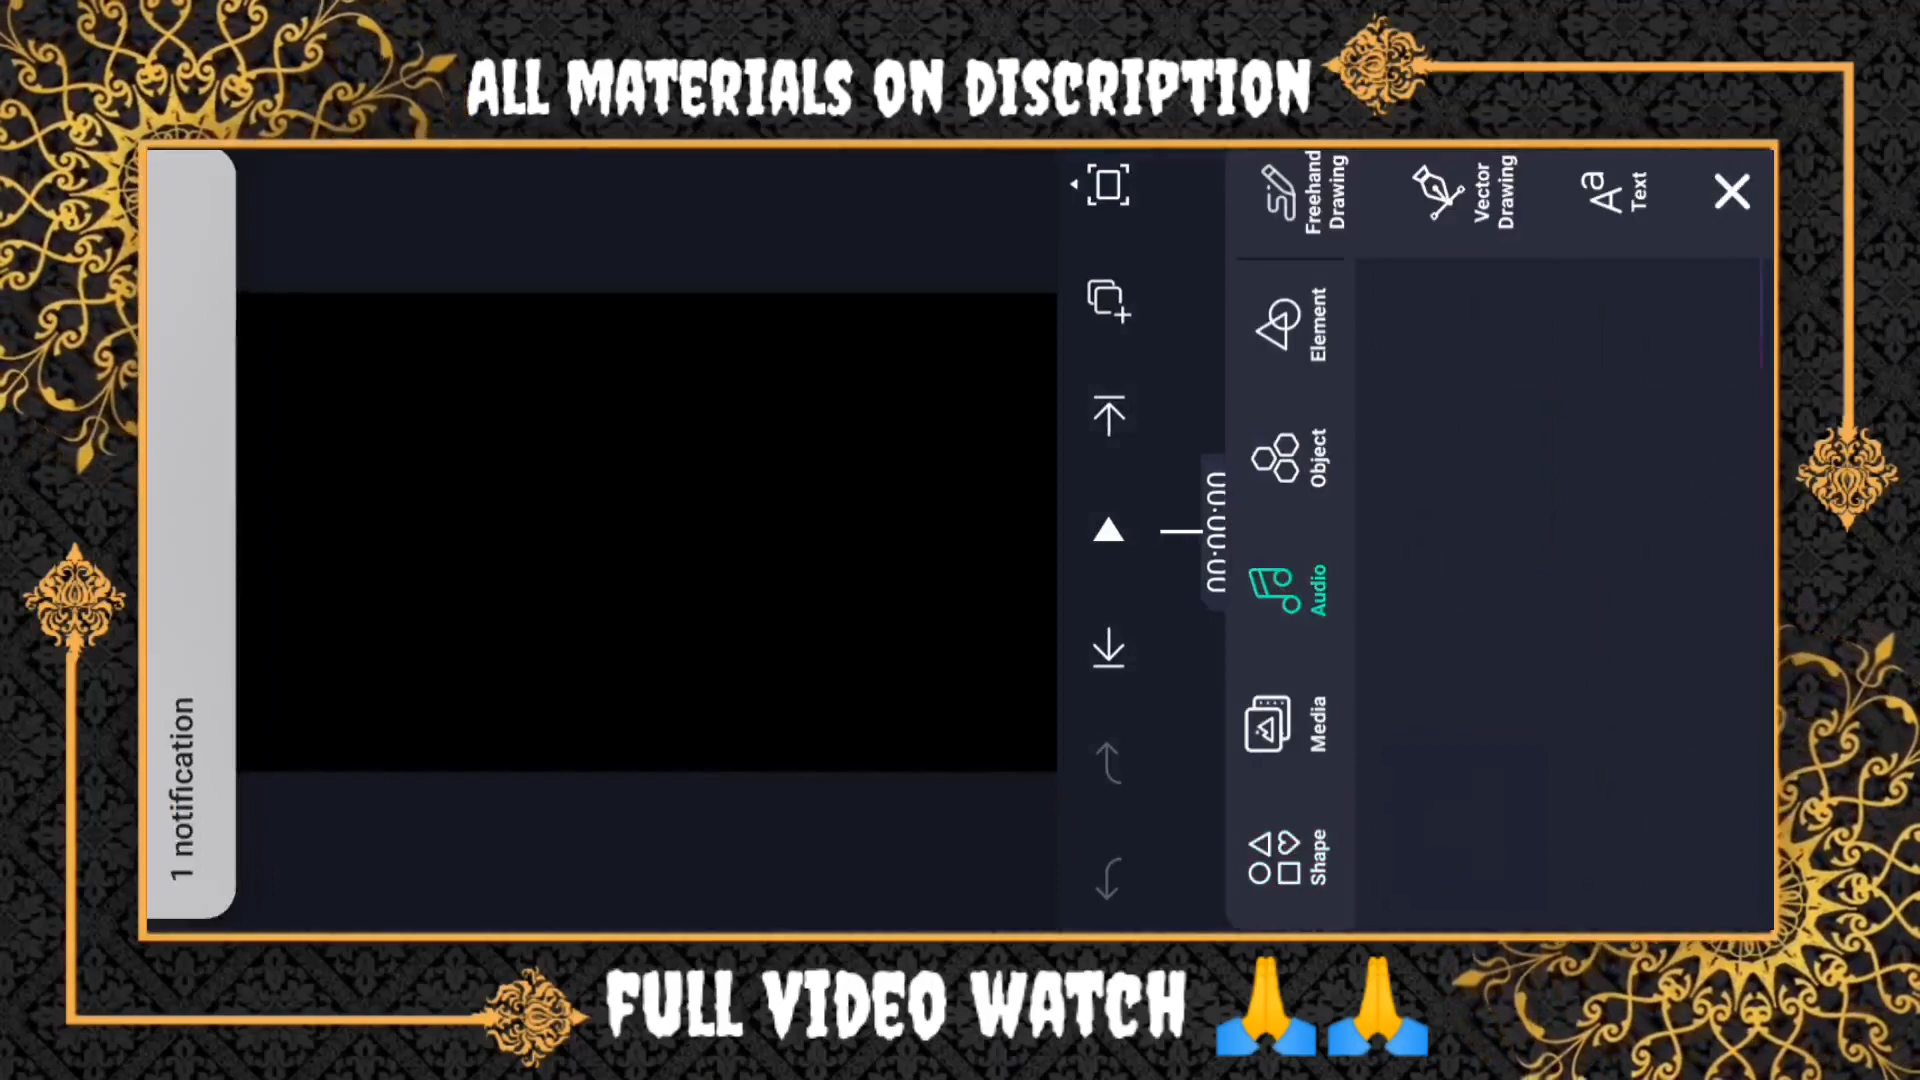 ALL MATERIALS ON DISCRIPTION
1 notification
00:00:00
Shape
Media
Audio
Object
Element
Freehand
Drawing
Vector
Drawing
Aa
Text
FULL VIDEO WATCH 🙏🙏